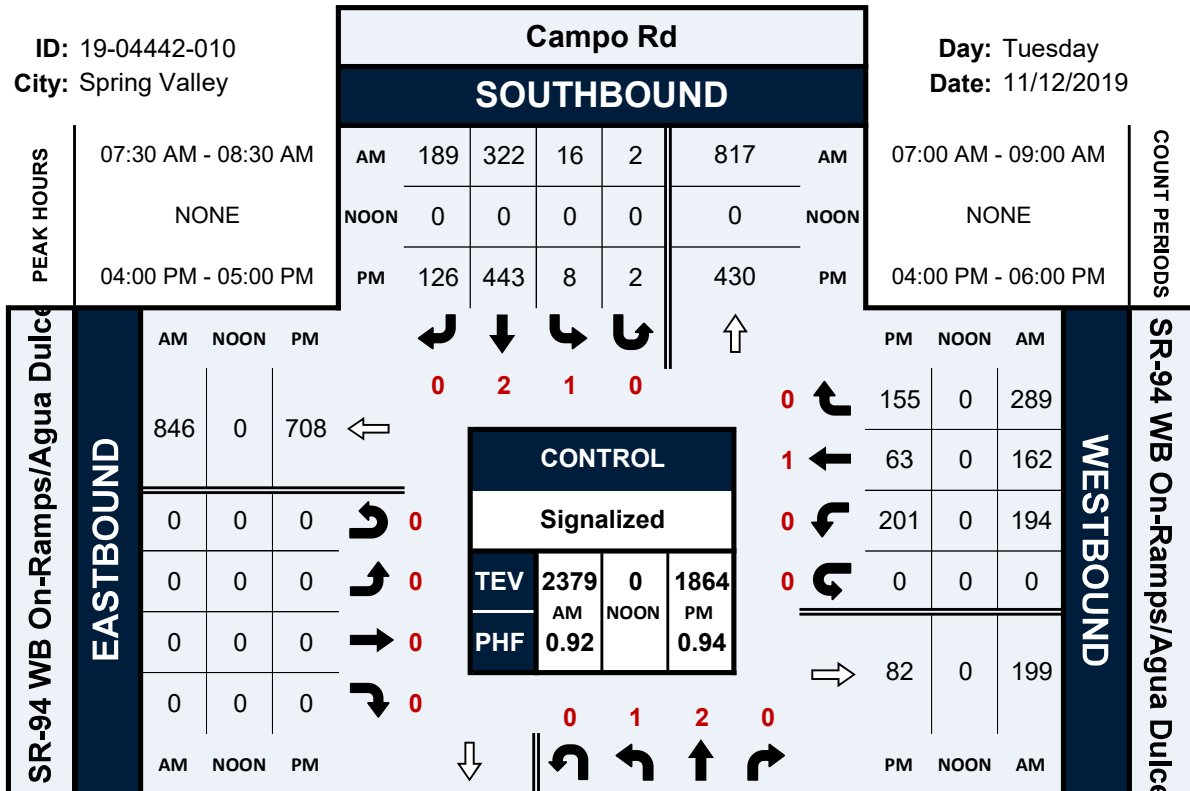 ID: 19-04442-010
City: Spring Valley
Campo Rd
SOUTHBOUND
Day: Tuesday
Date: 11/12/2019
PEAK HOURS
07:30 AM - 08:30 AM
NONE
04:00 PM - 05:00 PM
AM 189 322 16 2 817 AM
NOON 0 0 0 0 0 NOON
PM 126 443 8 2 430 PM
07:00 AM - 09:00 AM
NONE
04:00 PM - 06:00 PM
COUNT PERIODS
0 2 1 0
SR-94 WB On-Ramps/Agua Dulce
EASTBOUND
AM NOON PM
846 0 708
0 0 0 0
0 0 0 0
0 0 0 0
0 0 0 0
AM NOON PM
CONTROL
Signalized
TEV 2379 0 1864
AM NOON PM
PHF 0.92 0.94
PM NOON AM
0 155 0 289
1 63 0 162
0 201 0 194
0 0 0 0
82 0 199
PM NOON AM
WESTBOUND
SR-94 WB On-Ramps/Agua Dulce
0 1 2 0